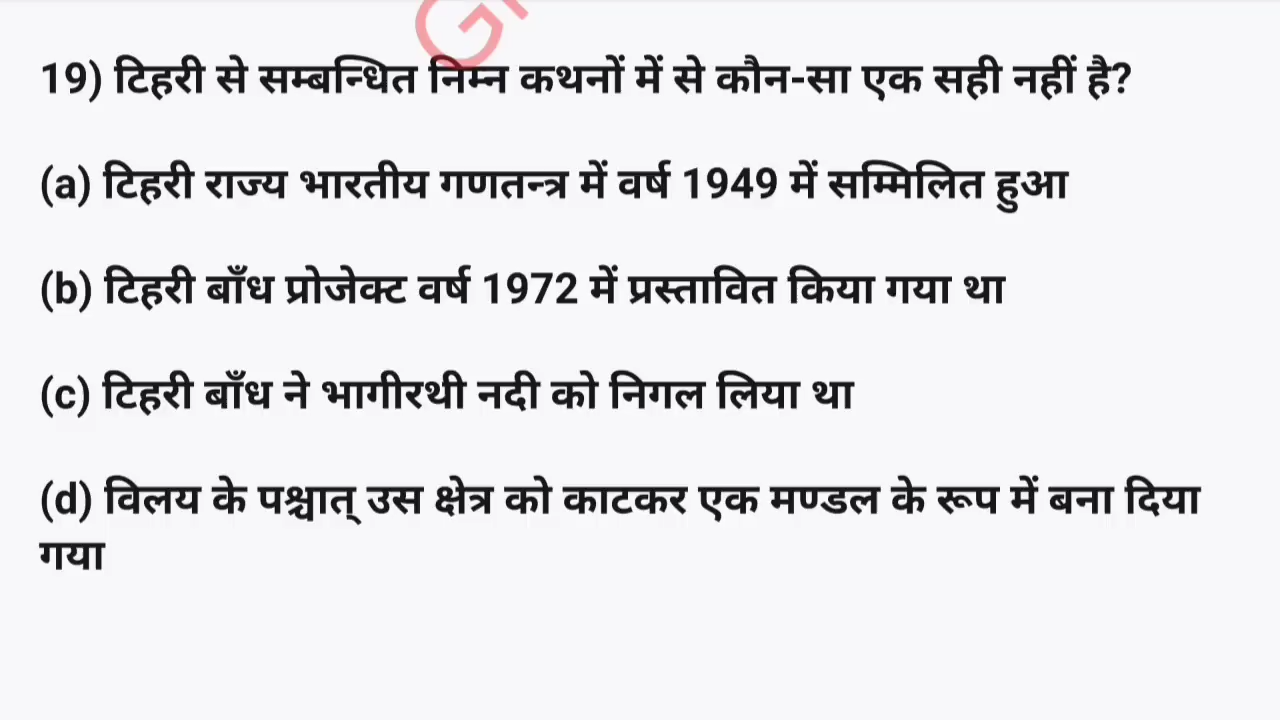 19) टिहरी से सम्बन्धित निम्न कथनों में से कौन-सा एक सही नहीं है?
(a) टिहरी राज्य भारतीय गणतन्त्र में वर्ष 1949 में सम्मिलित हुआ
(b) टिहरी बाँध प्रोजेक्ट वर्ष 1972 में प्रस्तावित किया गया था
(c) टिहरी बाँध ने भागीरथी नदी को निगल लिया था
(d) विलय के पश्चात् उस क्षेत्र को काटकर एक मण्डल के रूप में बना दिया
गया